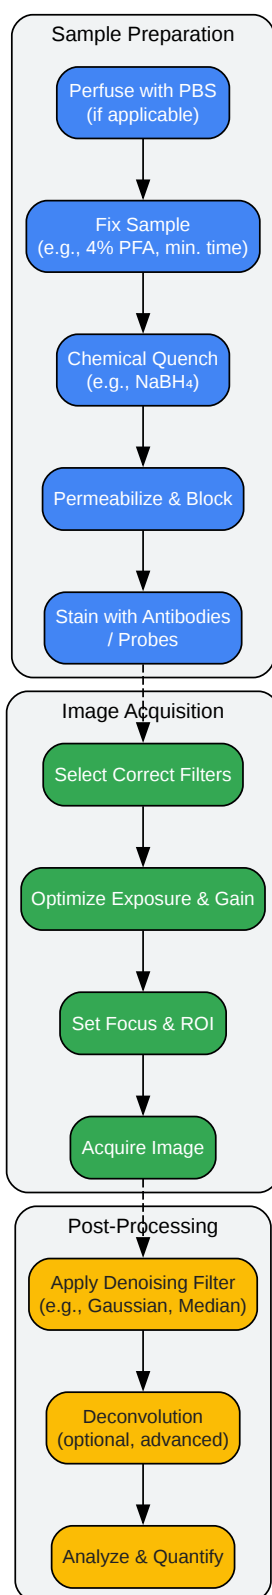 Sample Preparation
Perfuse with PBS
(if applicable)
Fix Sample
(e.g., 4% PFA, min. time)
Chemical Quench
(e.g., NaBH₄)
Permeabilize & Block
Stain with Antibodies
/ Probes
Image Acquisition
Select Correct Filters
Optimize Exposure & Gain
Set Focus & ROI
Acquire Image
Post-Processing
Apply Denoising Filter
(e.g., Gaussian, Median)
Deconvolution
(optional, advanced)
Analyze & Quantify